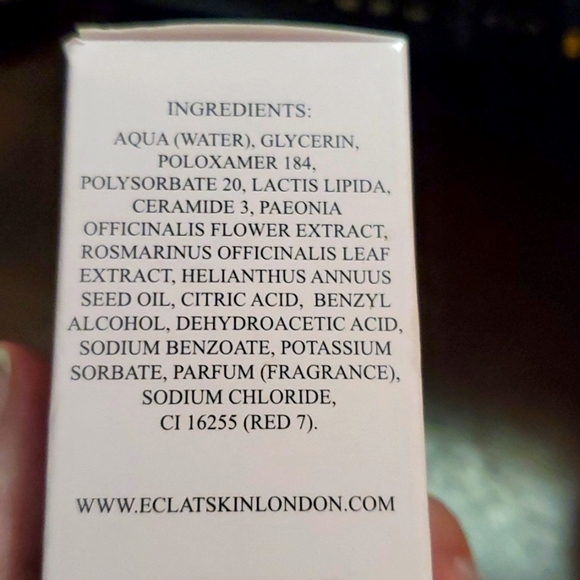 INGREDIENTS:
AQUA (WATER), GLYCERIN,
POLOXAMER 184,
POLYSORBATE 20, LACTIS LIPIDA,
CERAMIDE 3, PAEONIA
OFFICINALIS FLOWER EXTRACT,
ROSMARINUS OFFICINALIS LEAF
EXTRACT, HELIANTHUS ANNUUS
SEED OIL, CITRIC ACID, BENZYL
ALCOHOL, DEHYDROACETIC ACID,
SODIUM BENZOATE, POTASSIUM
SORBATE, PARFUM (FRAGRANCE),
SODIUM CHLORIDE,
CI 16255 (RED 7).
WWW.ECLATSKINLONDON.COM